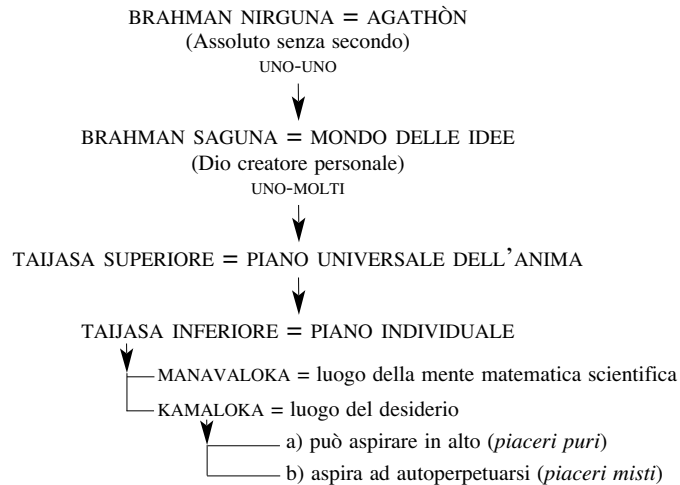 BRAHMAN NIRGUNA = AGATHÒN
(Assoluto senza secondo)
UNO-UNO
BRAHMAN SAGUNA = MONDO DELLE IDEE
(Dio creatore personale)
UNO-MOLTI
TAIJASA SUPERIORE = PIANO UNIVERSALE DELL’ANIMA
TAIJASA INFERIORE = PIANO INDIVIDUALE
MANAVALOKA = luogo della mente matematica scientifica
KAMALOKA = luogo del desiderio
a) può aspirare in alto (piaceri puri)
b) aspira ad autoperpetuarsi (piaceri misti)